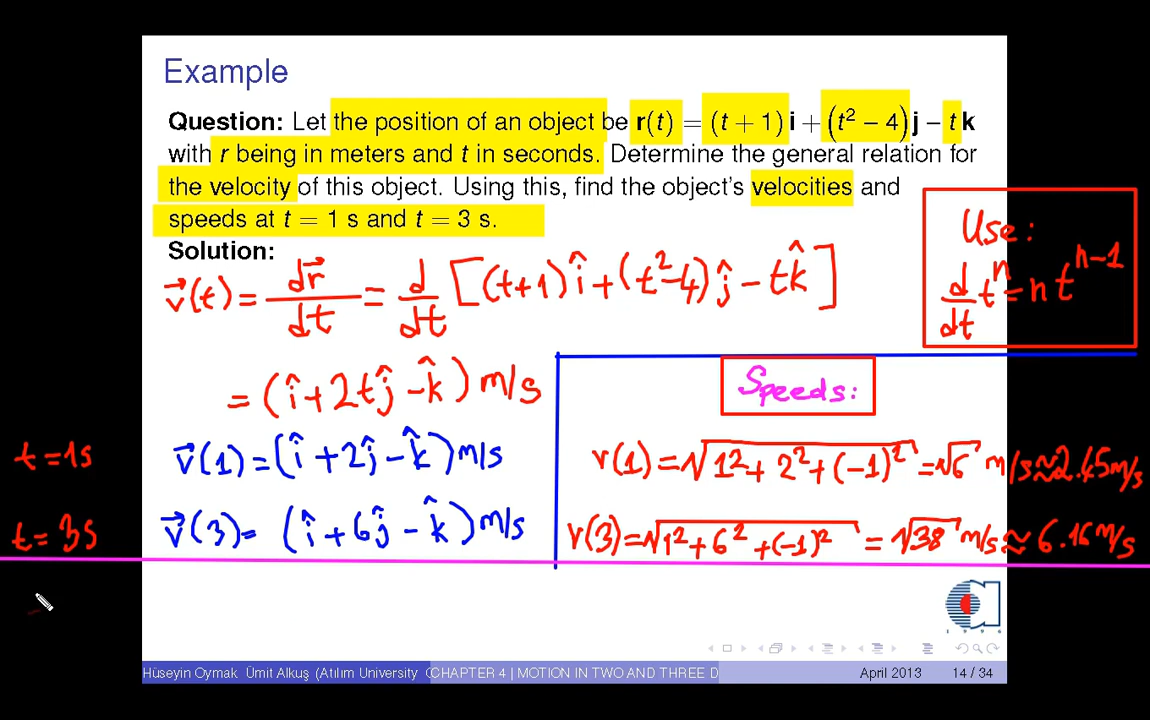 Example
Question: Let the position of an object be r(t) = (t + 1) i + (t² − 4) j − t k
with r being in meters and t in seconds. Determine the general relation for
the velocity of this object. Using this, find the object's velocities and
speeds at t = 1 s and t = 3 s.
Solution:
Use:
d/dt tⁿ = n tⁿ⁻¹
v⃗(t) = dr⃗/dt = d/dt [(t+1)î + (t²-4)ĵ - tk̂]
= (î + 2tĵ - k̂) m/s
Speeds:
t = 1s
v⃗(1) = (î + 2ĵ - k̂) m/s
v(1) = √(1² + 2² + (-1)²) = √6 m/s ≈ 2.45 m/s
t = 3s
v⃗(3) = (î + 6ĵ - k̂) m/s
v(3) = √(1² + 6² + (-1)²) = √38 m/s ≈ 6.16 m/s
1996
Hüseyin Oymak Ümit Alkuş (Atılım University CHAPTER 4 | MOTION IN TWO AND THREE D April 2013 14 / 34